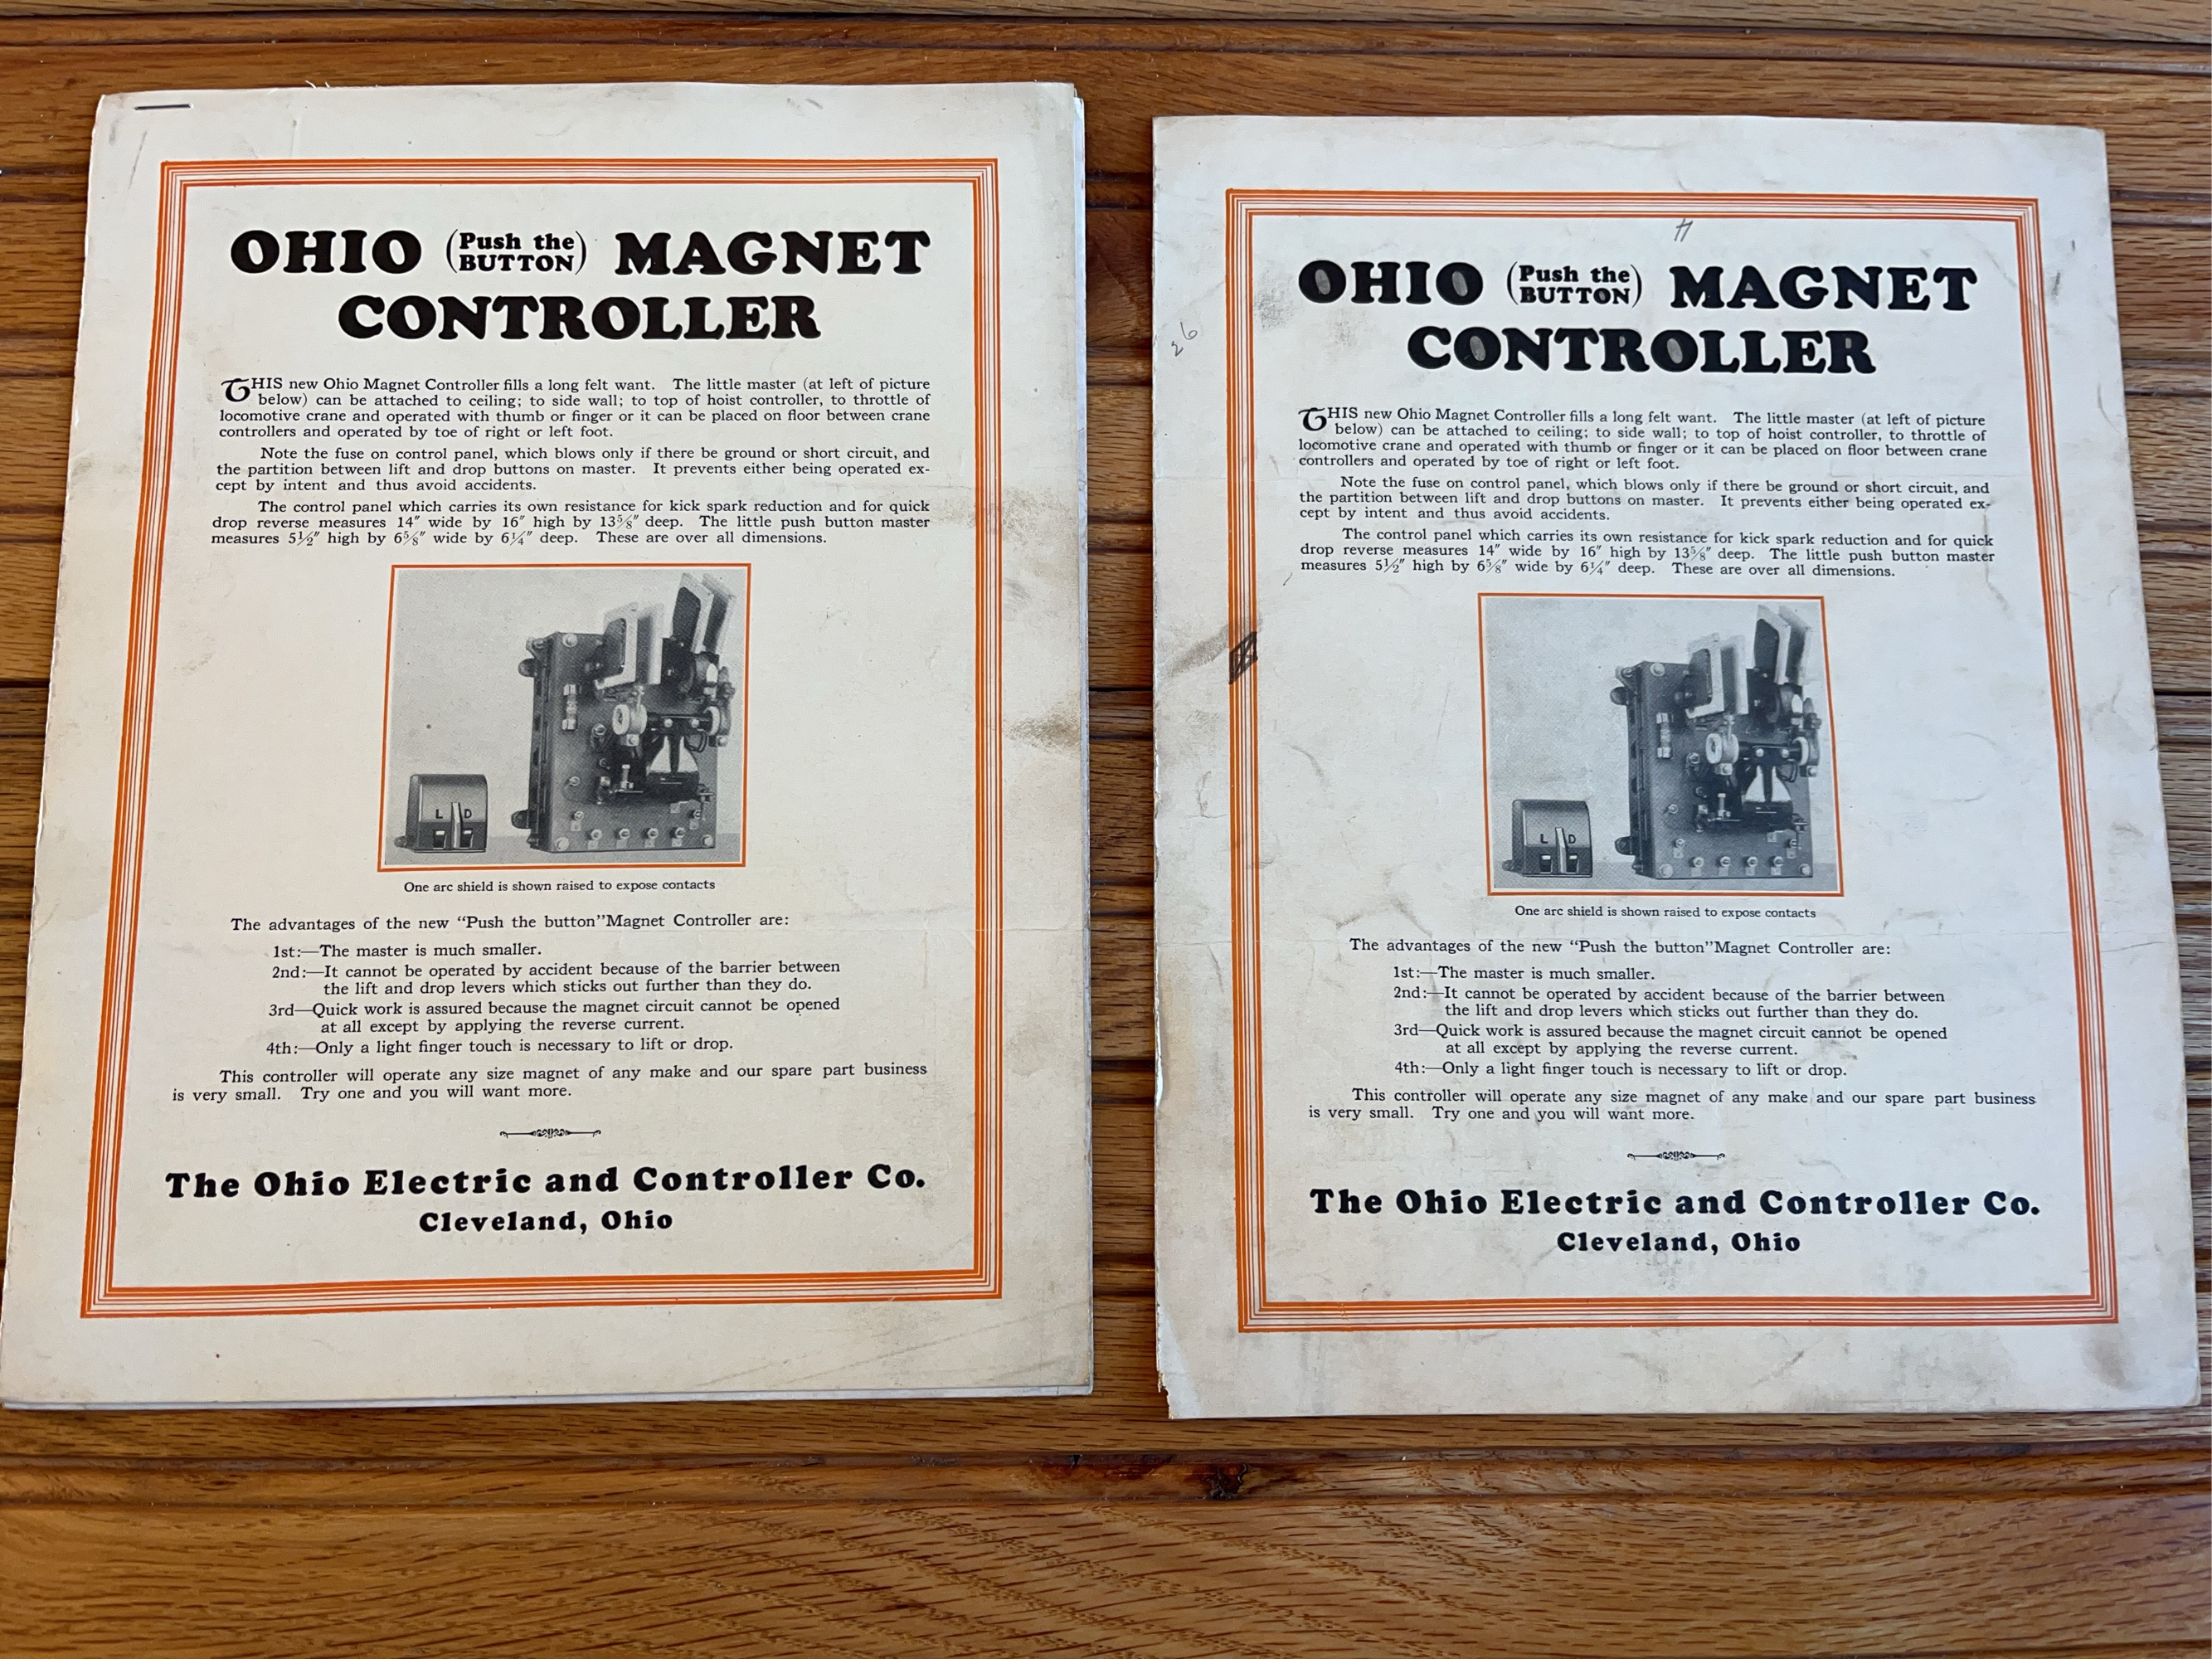 OHIO (Push the BUTTON) MAGNET
CONTROLLER
THIS new Ohio Magnet Controller fills a long felt want. The little master (at left of picture
below) can be attached to ceiling; to side wall; to top of hoist controller, to throttle of
locomotive crane and operated with thumb or finger or it can be placed on floor between crane
controllers and operated by toe of right or left foot.
Note the fuse on control panel, which blows only if there be ground or short circuit, and
the partition between lift and drop buttons on master. It prevents either being operated ex-
cept by intent and thus avoid accidents.
The control panel which carries its own resistance for kick spark reduction and for quick
drop reverse measures 14″ wide by 16″ high by 13⅝″ deep. The little push button master
measures 5½″ high by 6⅝″ wide by 6¼″ deep. These are over all dimensions.
L D
One arc shield is shown raised to expose contacts
The advantages of the new “Push the button”Magnet Controller are:
1st:—The master is much smaller.
2nd:—It cannot be operated by accident because of the barrier between
the lift and drop levers which sticks out further than they do.
3rd—Quick work is assured because the magnet circuit cannot be opened
at all except by applying the reverse current.
4th:—Only a light finger touch is necessary to lift or drop.
This controller will operate any size magnet of any make and our spare part business
is very small. Try one and you will want more.
The Ohio Electric and Controller Co.
Cleveland, Ohio
4
26
OHIO (Push the BUTTON) MAGNET
CONTROLLER
THIS new Ohio Magnet Controller fills a long felt want. The little master (at left of picture
below) can be attached to ceiling; to side wall; to top of hoist controller, to throttle of
locomotive crane and operated with thumb or finger or it can be placed on floor between crane
controllers and operated by toe of right or left foot.
Note the fuse on control panel, which blows only if there be ground or short circuit, and
the partition between lift and drop buttons on master. It prevents either being operated ex-
cept by intent and thus avoid accidents.
The control panel which carries its own resistance for kick spark reduction and for quick
drop reverse measures 14″ wide by 16″ high by 13⅝″ deep. The little push button master
measures 5½″ high by 6⅝″ wide by 6¼″ deep. These are over all dimensions.
L D
One arc shield is shown raised to expose contacts
The advantages of the new “Push the button”Magnet Controller are:
1st:—The master is much smaller.
2nd:—It cannot be operated by accident because of the barrier between
the lift and drop levers which sticks out further than they do.
3rd—Quick work is assured because the magnet circuit cannot be opened
at all except by applying the reverse current.
4th:—Only a light finger touch is necessary to lift or drop.
This controller will operate any size magnet of any make and our spare part business
is very small. Try one and you will want more.
The Ohio Electric and Controller Co.
Cleveland, Ohio